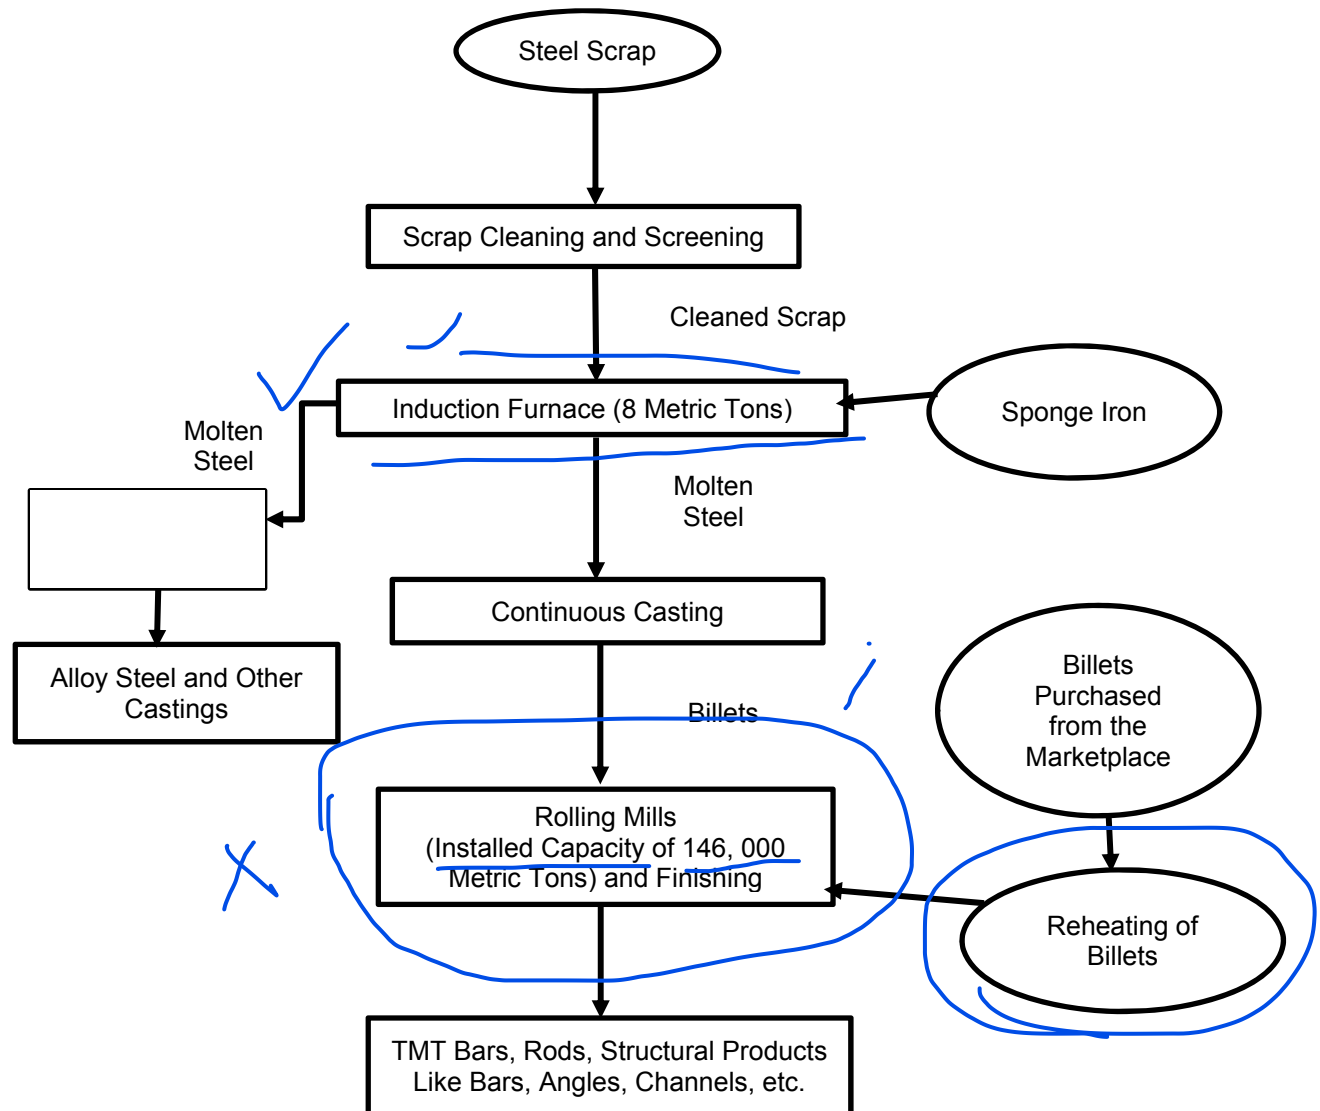 Steel Scrap
Scrap Cleaning and Screening
Cleaned Scrap
Induction Furnace (8 Metric Tons)
Sponge Iron
Molten
Steel
Molten
Steel
Continuous Casting
Alloy Steel and Other
Castings
Billets
Purchased
from the
Marketplace
Billets
Rolling Mills
(Installed Capacity of 146, 000
Metric Tons) and Finishing
Reheating of
Billets
TMT Bars, Rods, Structural Products
Like Bars, Angles, Channels, etc.